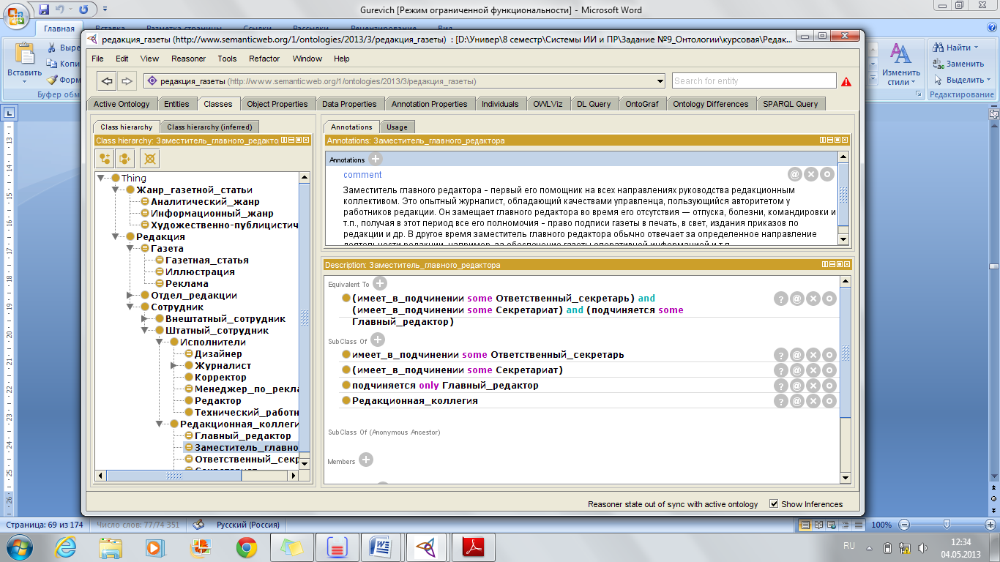 Gurevich [Режим ограниченной функциональности] - Microsoft Word
Главная
Вставить
Выре
Копи
Форм
Буфер обм
Изменить
стили
Найти
Заменить
Выделить
Редактирование
редакция_газеты (http://www.semanticweb.org/1/ontologies/2013/3/редакция_газеты) : [D:\Универ\8 семестр\Системы ИИ и ПР\Задание №99_Онтологии\курсовая\Редак...
File Edit View Reasoner Tools Refactor Window Help
редакция_газеты (http://www.semanticweb.org/1/ontologies/2013/3/редакция_газеты)
Search for entity
Active Ontology Entities Classes Object Properties Data Properties Annotation Properties Individuals OWLViz DL Query OntoGraf Ontology Differences SPARQL Query
Class hierarchy Class hierarchy (inferred)
Class hierarchy: Заместитель_главного_редакто
Thing
Жанр_газетной_статьи
Аналитический_жанр
Информационный_жанр
Художественно-публицистич
Редакция
Газета
Газетная_статья
Иллюстрация
Реклама
Отдел_редакции
Сотрудник
Внештатный_сотрудник
Штатный_сотрудник
Исполнители
Дизайнер
Журналист
Корректор
Менеджер_по_рекла
Редактор
Технический_работн
Редакционная_коллеги
Главный_редактор
Заместитель_главно
Ответственный_секр
Annotations Usage
Annotations: Заместитель_главного_редактора
Annotations
comment
Заместитель главного редактора - первый его помощник на всех направлениях руководства редакционным
коллективом. Это опытный журналист, обладающий качествами управленца, пользующийся авторитетом у
работников редакции. Он замещает главного редактора во время его отсутствия — отпуска, болезни, командировки и
т.п., получая в этот период все его полномочия - право подписи газеты в печать, в свет, издания приказов по
редакции и др. В другое время заместитель главного редактора обычно отвечает за определенное направление
деятельности редакции, например, за обеспечение газеты оперативной информацией и т.п.
Description: Заместитель_главного_редактора
Equivalent To
(имеет_в_подчинении some Ответственный_секретарь) and
(имеет_в_подчинении some Секретариат) and (подчиняется some
Главный_редактор)
SubClass Of
имеет_в_подчинении some Ответственный_секретарь
(имеет_в_подчинении some Секретариат)
подчиняется only Главный_редактор
Редакционная_коллегия
SubClass Of (Anonymous Ancestor)
Members
Reasoner state out of sync with active ontology Show Inferences
Страница: 69 из 174 Число слов: 77/74 351 Русский (Россия) 100%
RU
12:34
04.05.2013